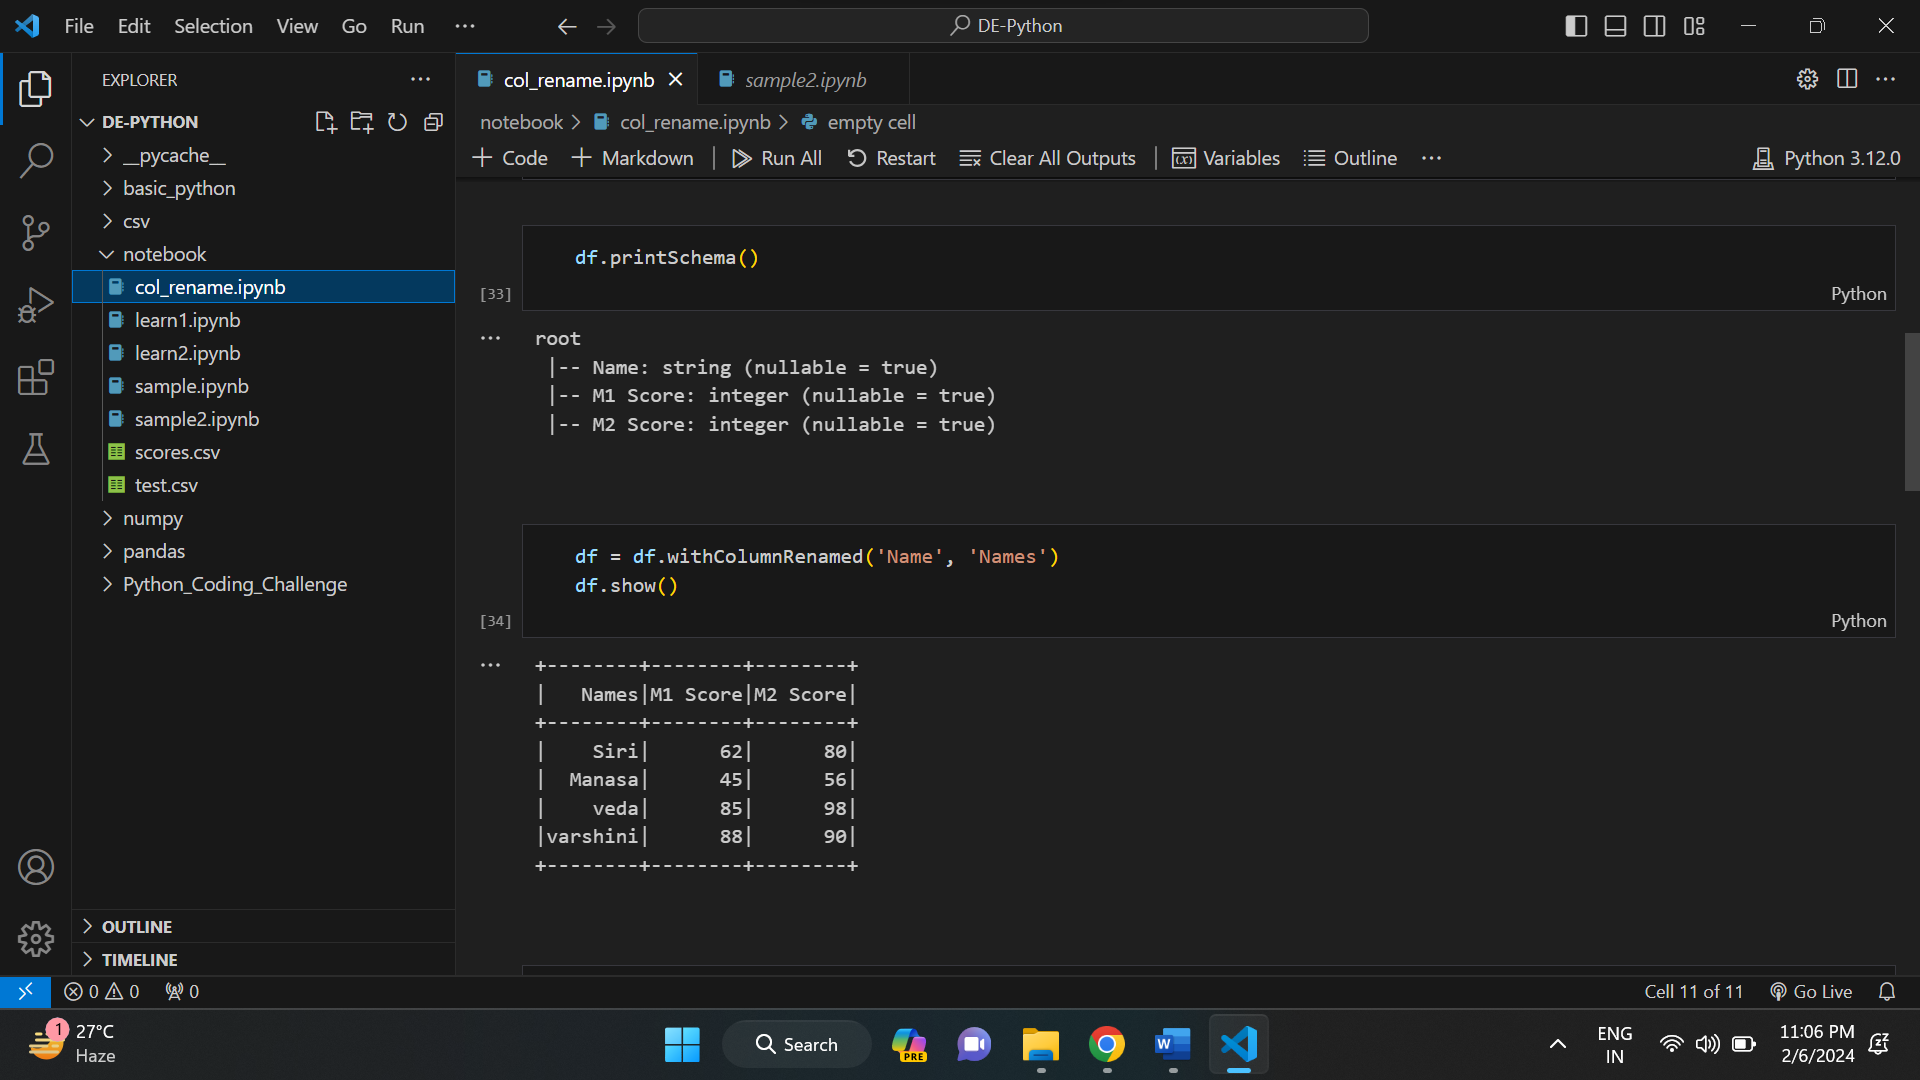 File Edit Selection View Go Run ···
DE-Python
EXPLORER ···
DE-PYTHON
__pycache__
basic_python
csv
notebook
col_rename.ipynb
learn1.ipynb
learn2.ipynb
sample.ipynb
sample2.ipynb
scores.csv
test.csv
numpy
pandas
Python_Coding_Challenge
OUTLINE
TIMELINE
col_rename.ipynb sample2.ipynb
notebook > col_rename.ipynb > empty cell
+ Code + Markdown | Run All Restart Clear All Outputs | Variables Outline ···
Python 3.12.0
df.printSchema()
[33]
Python
root
 |-- Name: string (nullable = true)
 |-- M1 Score: integer (nullable = true)
 |-- M2 Score: integer (nullable = true)
df = df.withColumnRenamed('Name', 'Names')
df.show()
[34]
Python
+--------+--------+--------+
|   Names|M1 Score|M2 Score|
+--------+--------+--------+
|    Siri|      62|      80|
|  Manasa|      45|      56|
|    veda|      85|      98|
|varshini|      88|      90|
+--------+--------+--------+
0 0 0
Cell 11 of 11 Go Live
1
27°C
Haze
Search
PRE
W
ENG
IN
11:06 PM
2/6/2024